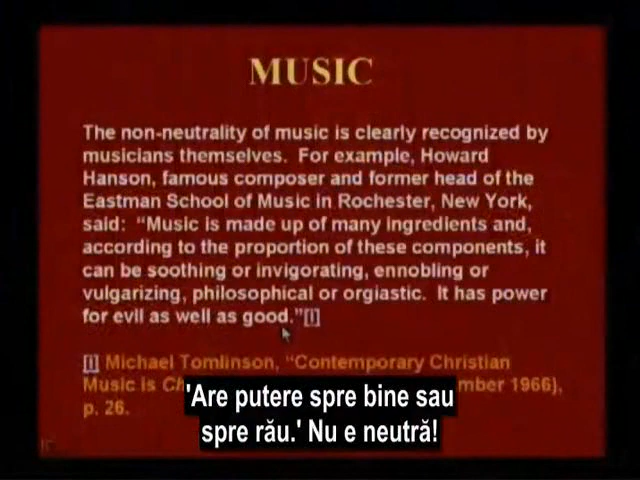 MUSIC
The non-neutrality of music is clearly recognized by
musicians themselves. For example, Howard
Hanson, famous composer and former head of the
Eastman School of Music in Rochester, New York,
said: “Music is made up of many ingredients and,
according to the proportion of these components, it
can be soothing or invigorating, ennobling or
vulgarizing, philosophical or orgiastic. It has power
for evil as well as good.”[i]
[i] Michael Tomlinson, “Contemporary Christian
Music is 1966),
p. 26.
'Are putere spre bine sau
spre rău.' Nu e neutră!